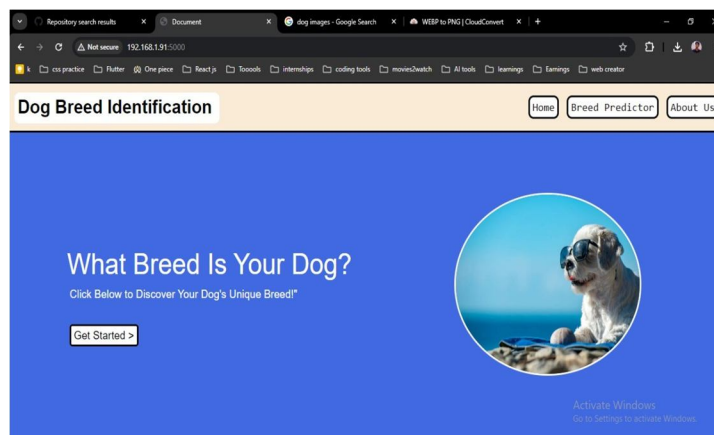 Repository search results
Document
dog images - Google Search
WEBP to PNG | CloudConvert
Not secure 192.168.1.91:5000
k css practice Flutter One piece React js Tooools internships coding tools movies2watch AI tools learnings Earnings web creator
Dog Breed Identification
Home Breed Predictor About Us
What Breed Is Your Dog?
Click Below to Discover Your Dog's Unique Breed!"
Get Started >
Activate Windows
Go to Settings to activate Windows.